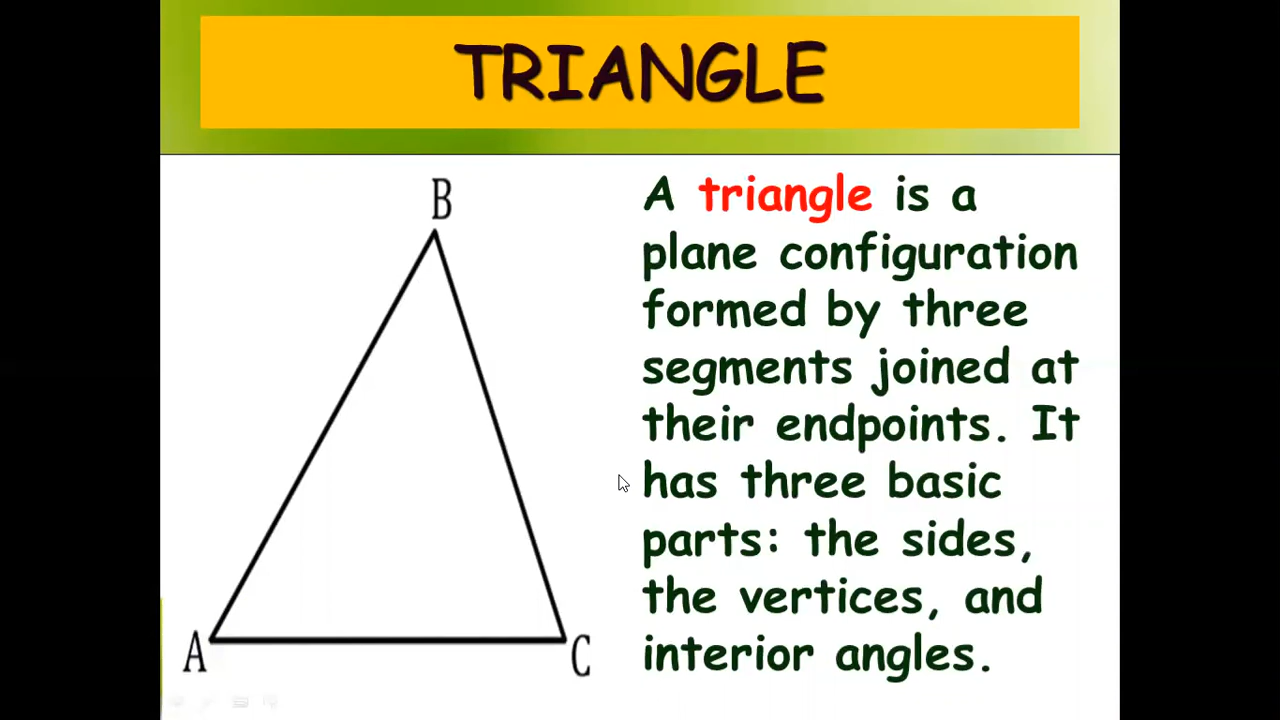 TRIANGLE
B
A
C
A triangle is a
plane configuration
formed by three
segments joined at
their endpoints. It
has three basic
parts: the sides,
the vertices, and
interior angles.